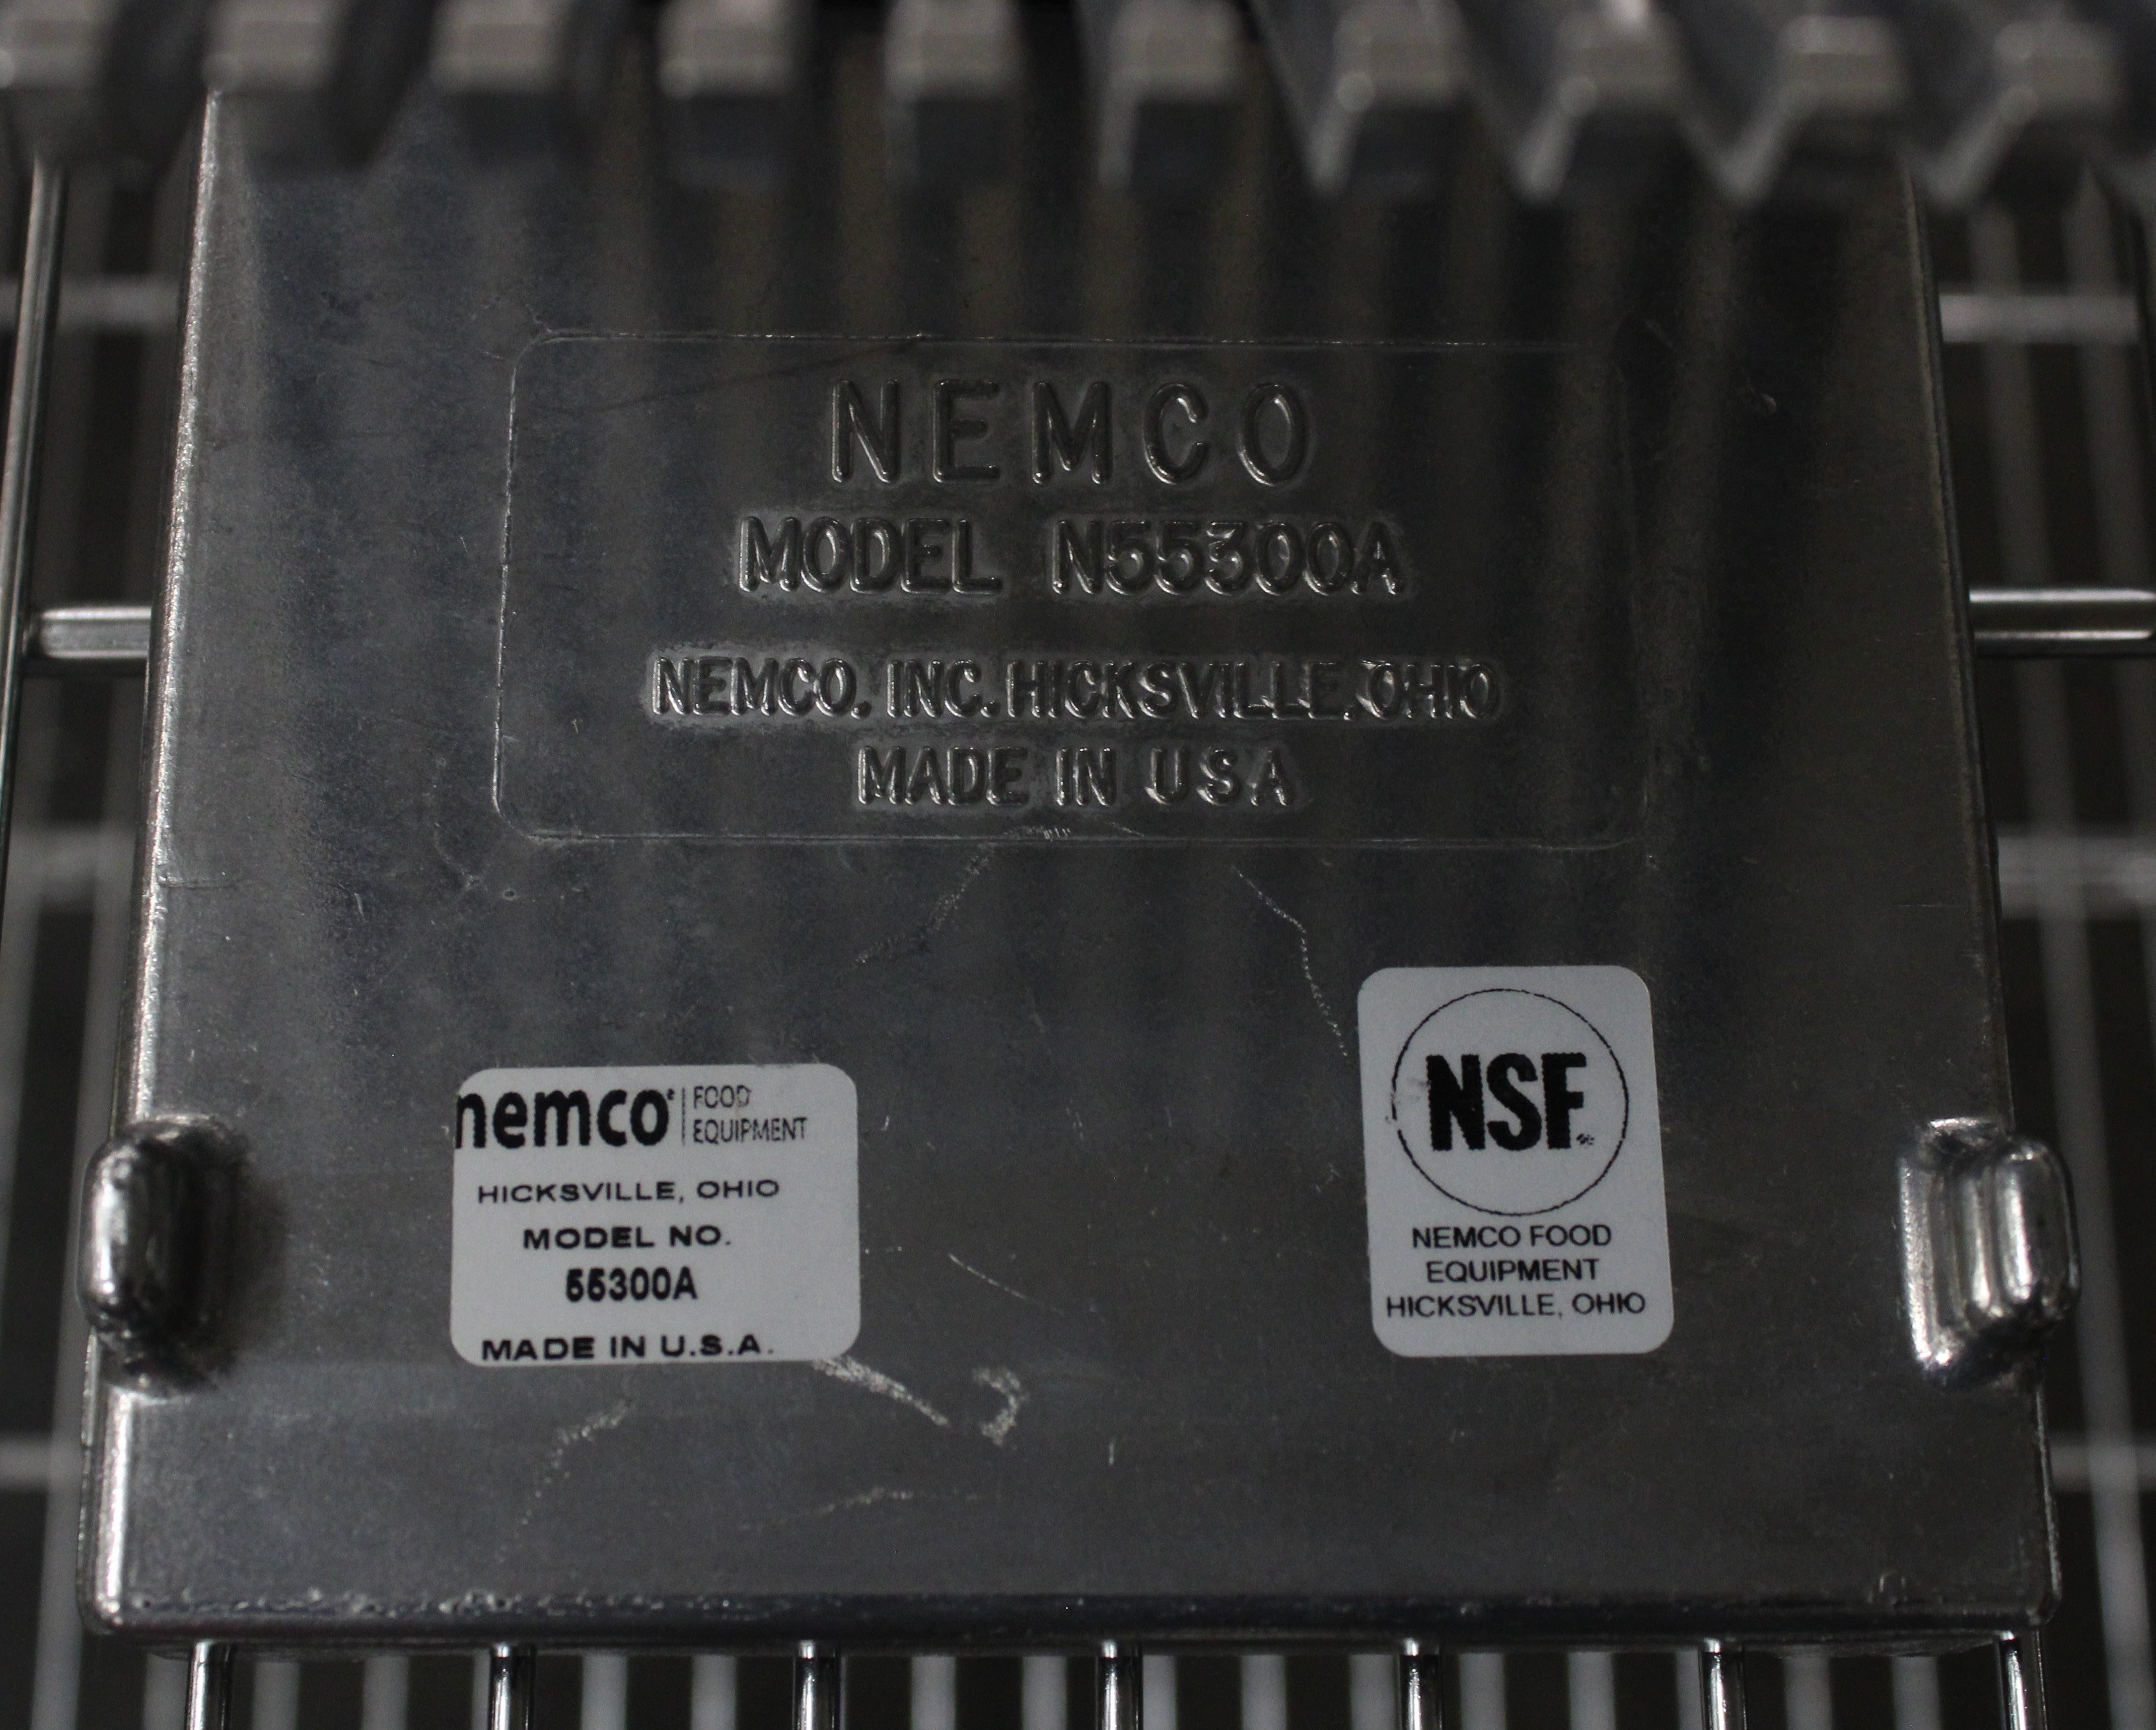 NEMCO
MODEL N55300A
NEMCO, INC. HICKSVILLE, OHIO
MADE IN USA
nemco® FOOD EQUIPMENT
HICKSVILLE, OHIO
MODEL NO.
55300A
MADE IN U.S.A.
NSF®
NEMCO FOOD
EQUIPMENT
HICKSVILLE, OHIO